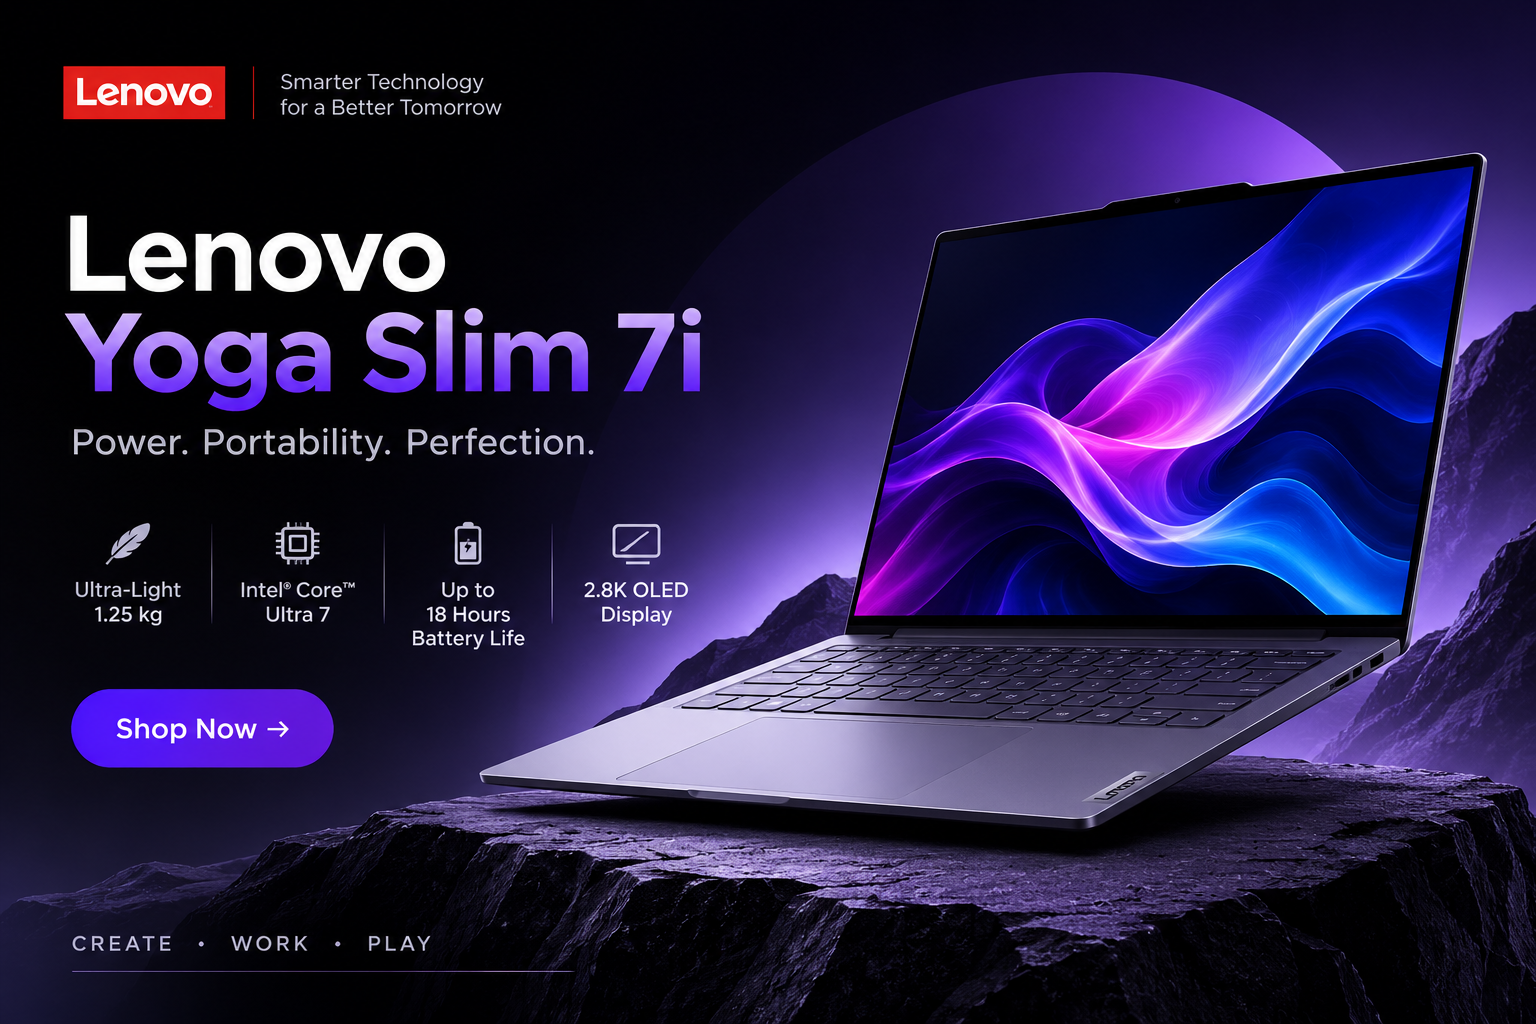 Lenovo
Smarter Technology
for a Better Tomorrow
Lenovo
Yoga Slim 7i
Power. Portability. Perfection.
Ultra-Light
1.25 kg
Intel® Core™
Ultra 7
Up to
18 Hours
Battery Life
2.8K OLED
Display
Shop Now →
CREATE • WORK • PLAY
Lenovo